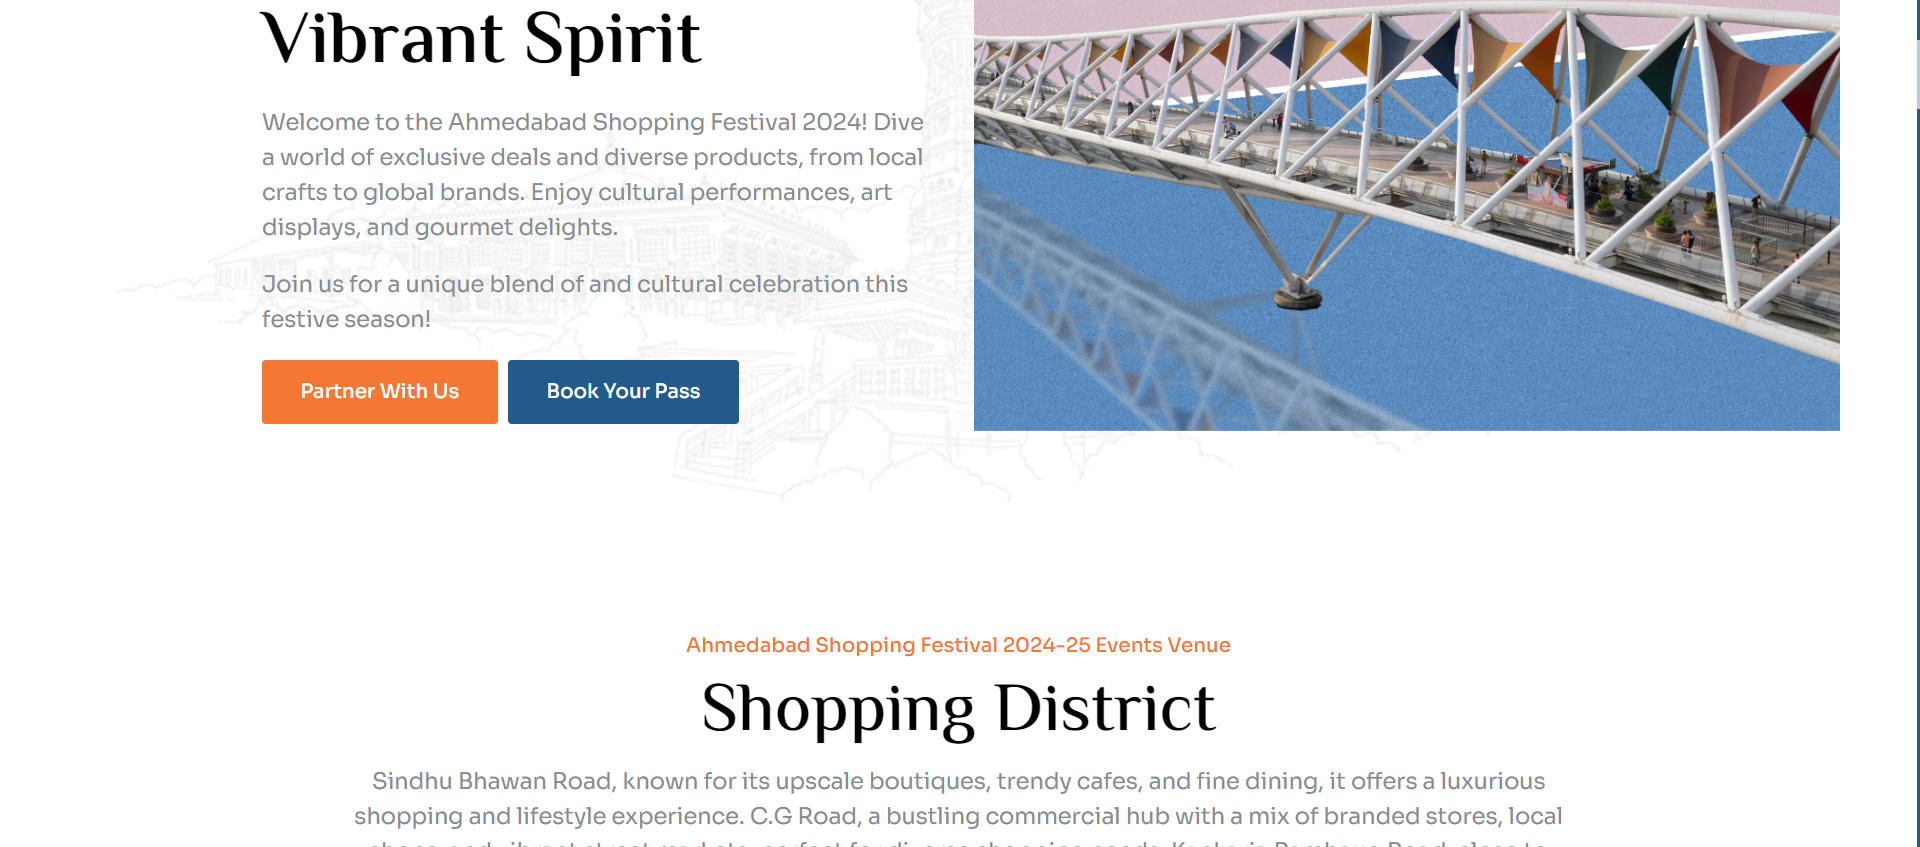 Vibrant Spirit
Welcome to the Ahmedabad Shopping Festival 2024! Dive
a world of exclusive deals and diverse products, from local
crafts to global brands. Enjoy cultural performances, art
displays, and gourmet delights.
Join us for a unique blend of and cultural celebration this
festive season!
Partner With Us
Book Your Pass
Ahmedabad Shopping Festival 2024-25 Events Venue
Shopping District
Sindhu Bhawan Road, known for its upscale boutiques, trendy cafes, and fine dining, it offers a luxurious
shopping and lifestyle experience. C.G Road, a bustling commercial hub with a mix of branded stores, local